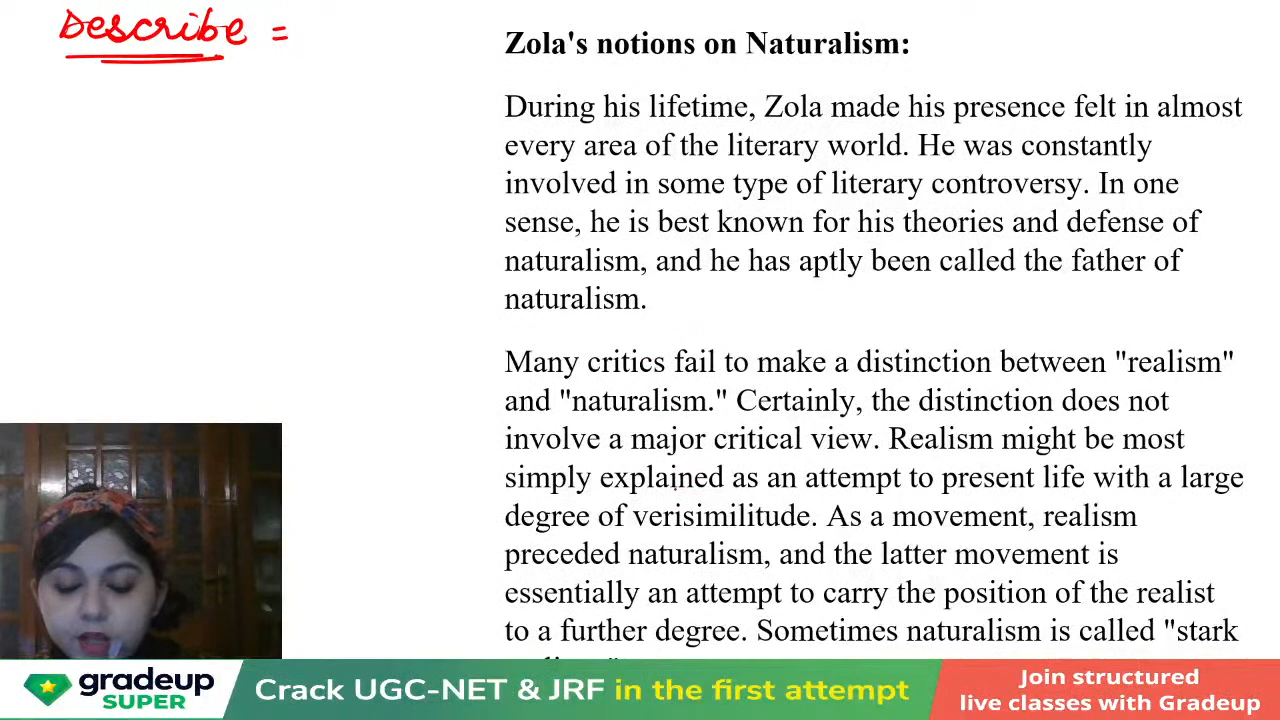 Describe =
Zola's notions on Naturalism:
During his lifetime, Zola made his presence felt in almost
every area of the literary world. He was constantly
involved in some type of literary controversy. In one
sense, he is best known for his theories and defense of
naturalism, and he has aptly been called the father of
naturalism.
Many critics fail to make a distinction between "realism"
and "naturalism." Certainly, the distinction does not
involve a major critical view. Realism might be most
simply explained as an attempt to present life with a large
degree of verisimilitude. As a movement, realism
preceded naturalism, and the latter movement is
essentially an attempt to carry the position of the realist
to a further degree. Sometimes naturalism is called "stark
gradeup
SUPER
Crack UGC-NET & JRF in the first attempt
Join structured
live classes with Gradeup